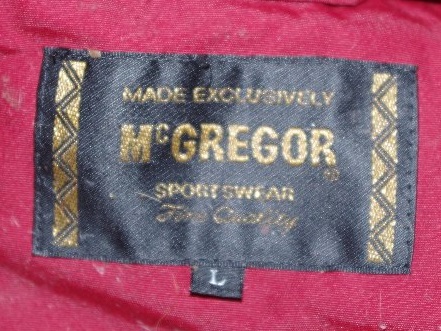 MADE EXCLUSIVELY
McGREGOR®
SPORTSWEAR
Fine Quality
L